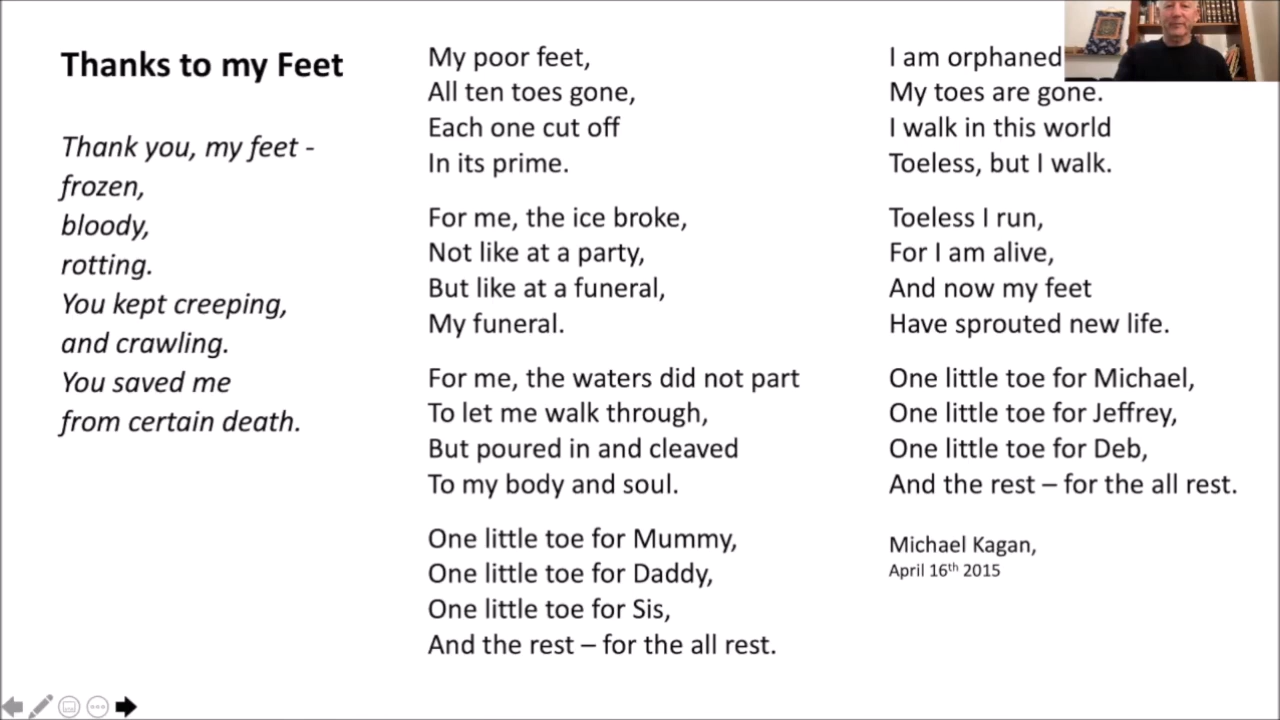 Thanks to my Feet
Thank you, my feet -
frozen,
bloody,
rotting.
You kept creeping,
and crawling.
You saved me
from certain death.
My poor feet,
All ten toes gone,
Each one cut off
In its prime.
For me, the ice broke,
Not like at a party,
But like at a funeral,
My funeral.
For me, the waters did not part
To let me walk through,
But poured in and cleaved
To my body and soul.
One little toe for Mummy,
One little toe for Daddy,
One little toe for Sis,
And the rest – for the all rest.
I am orphaned
My toes are gone.
I walk in this world
Toeless, but I walk.
Toeless I run,
For I am alive,
And now my feet
Have sprouted new life.
One little toe for Michael,
One little toe for Jeffrey,
One little toe for Deb,
And the rest – for the all rest.
Michael Kagan,
April 16th 2015